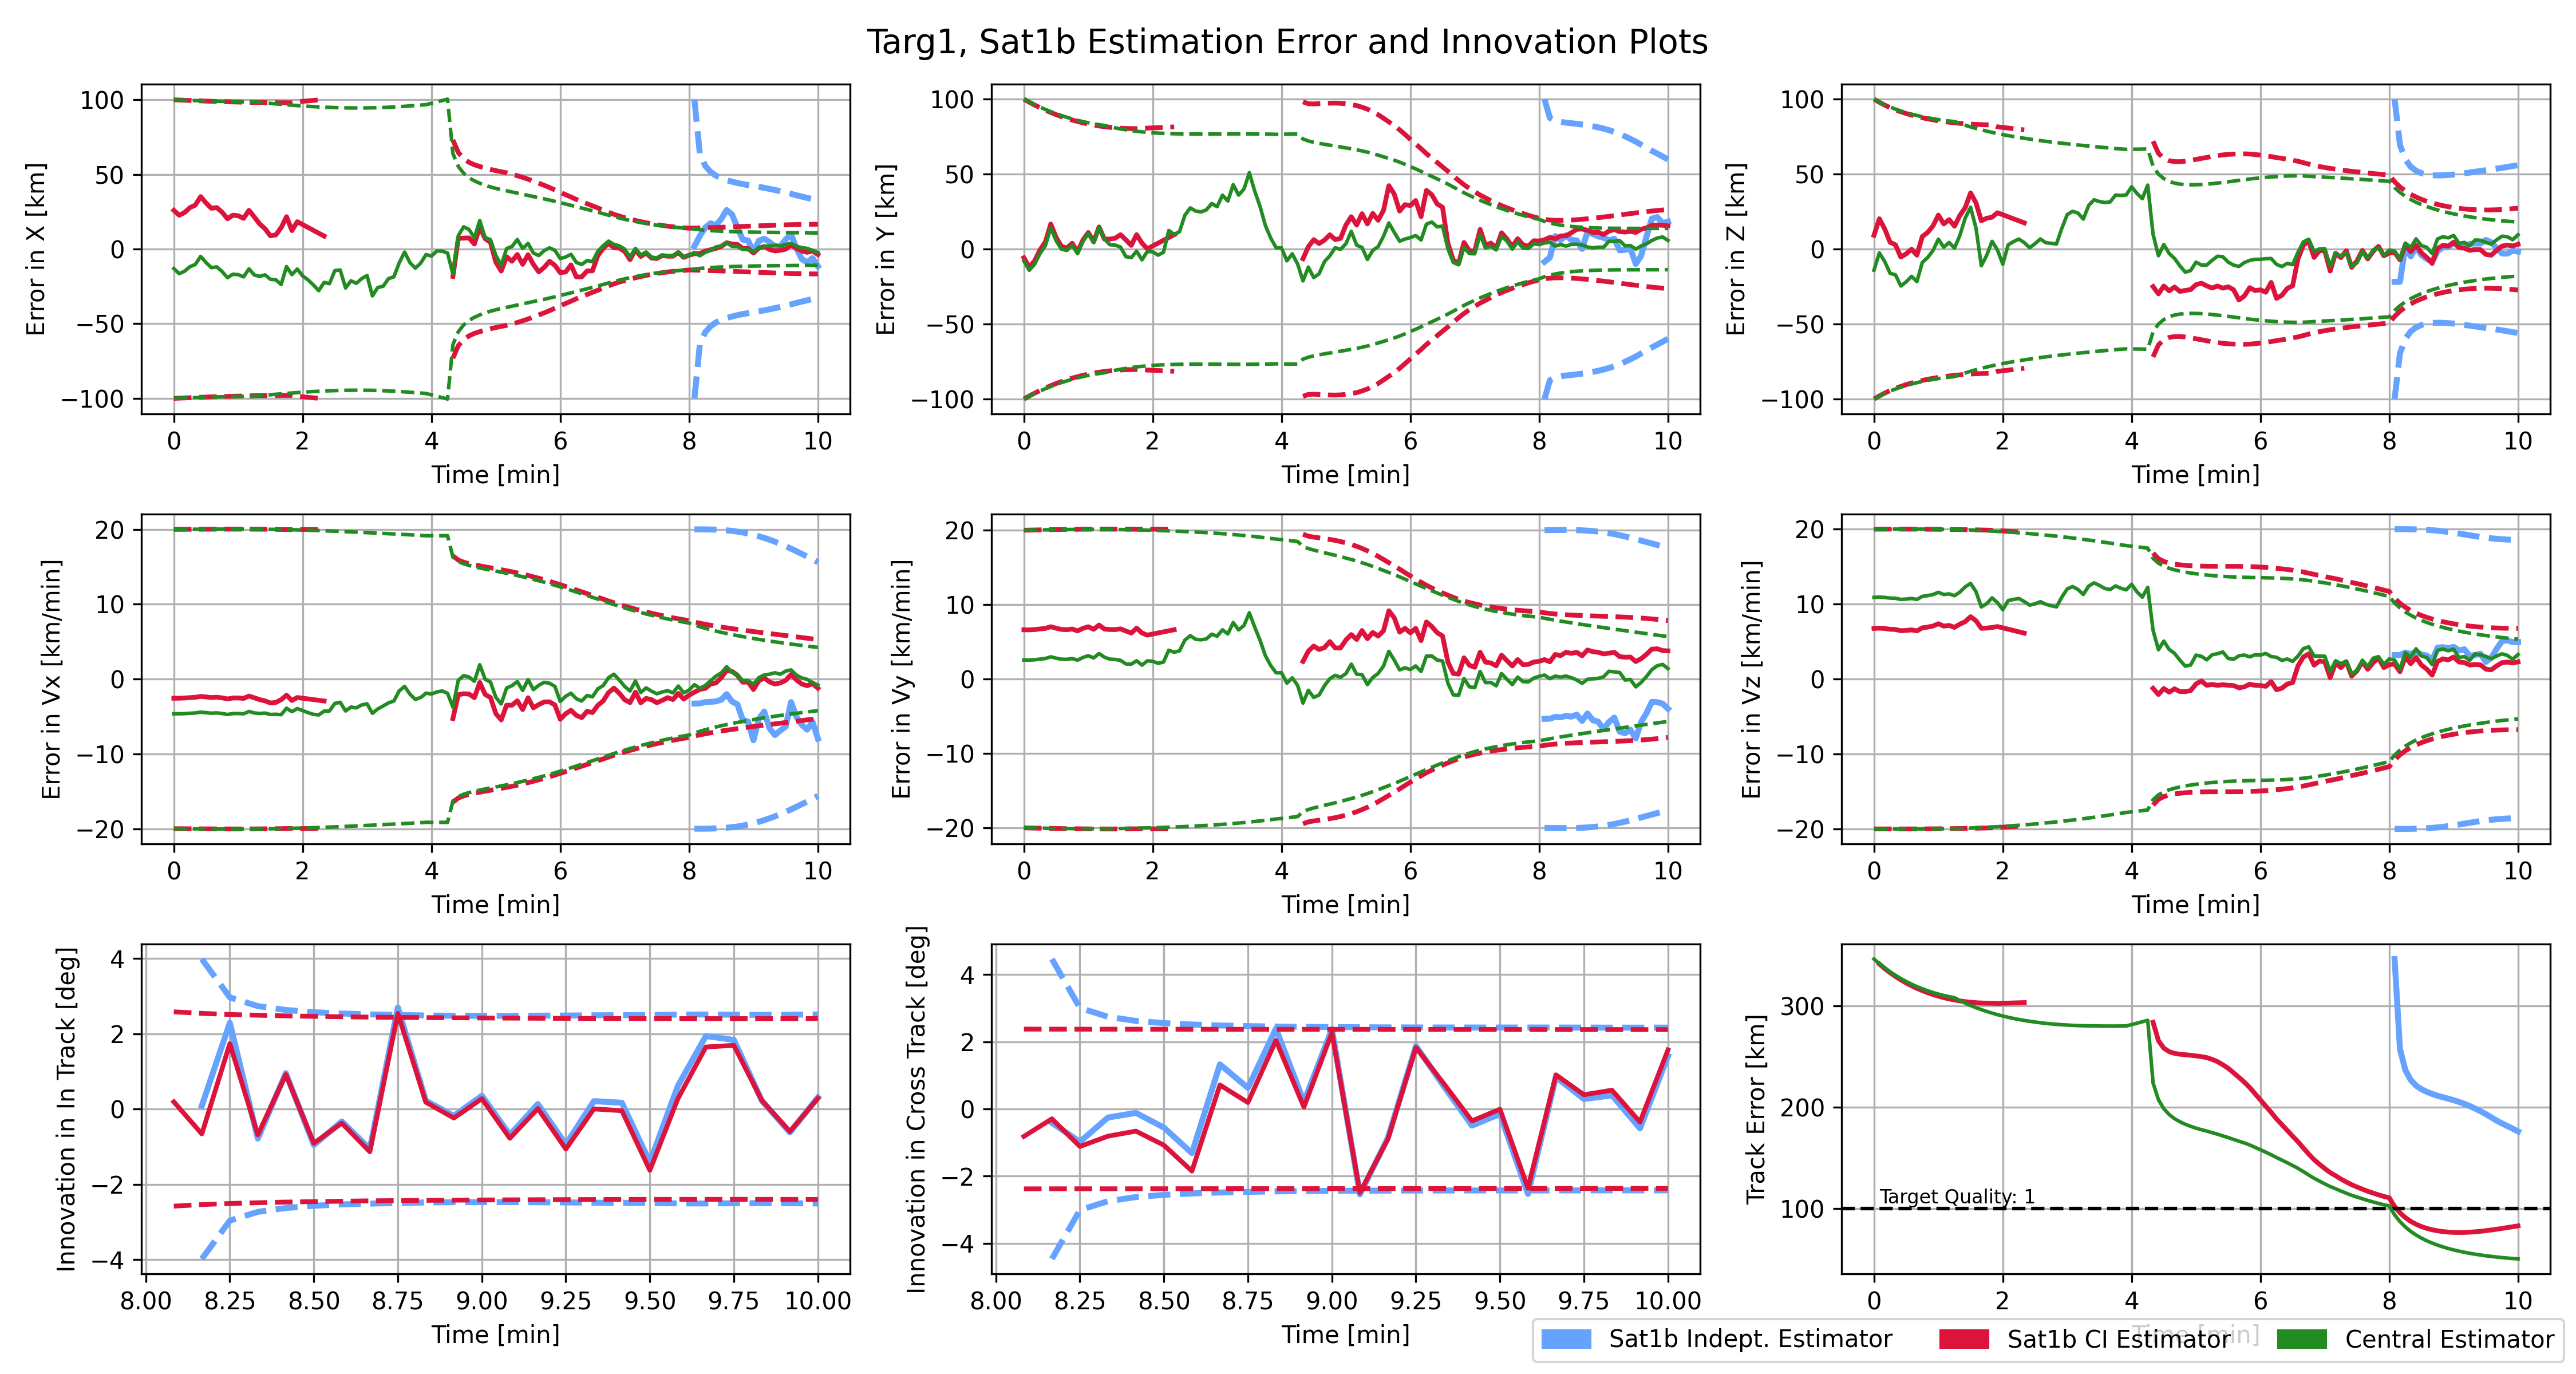 Targ1, Sat1b Estimation Error and Innovation Plots
Error in X [km]
100
50
0
−50
−100
0 2 4 6 8 10
Time [min]
Error in Y [km]
100
50
0
−50
−100
0 2 4 6 8 10
Time [min]
Error in Z [km]
100
50
0
−50
−100
0 2 4 6 8 10
Time [min]
Error in Vx [km/min]
20
10
0
−10
−20
0 2 4 6 8 10
Time [min]
Error in Vy [km/min]
20
10
0
−10
−20
0 2 4 6 8 10
Time [min]
Error in Vz [km/min]
20
10
0
−10
−20
0 2 4 6 8 10
Time [min]
Innovation in In Track [deg]
4
2
0
−2
−4
8.00 8.25 8.50 8.75 9.00 9.25 9.50 9.75 10.00
Time [min]
Innovation in Cross Track [deg]
4
2
0
−2
−4
8.00 8.25 8.50 8.75 9.00 9.25 9.50 9.75 10.00
Time [min]
Track Error [km]
300
200
100
Target Quality: 1
0 2 4 6 8 10
Time [min]
Sat1b Indept. Estimator Sat1b CI Estimator Central Estimator